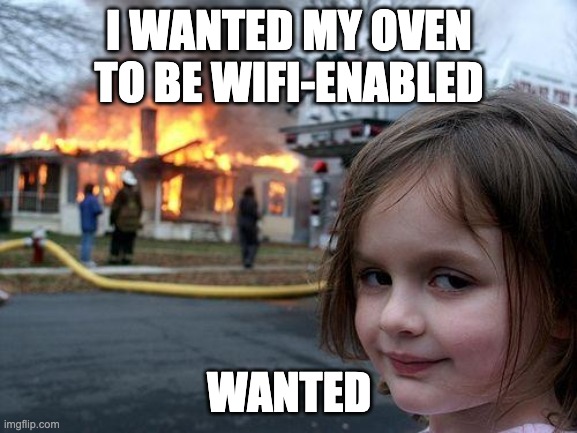 I WANTED MY OVEN
TO BE WIFI-ENABLED
WANTED
imgflip.com